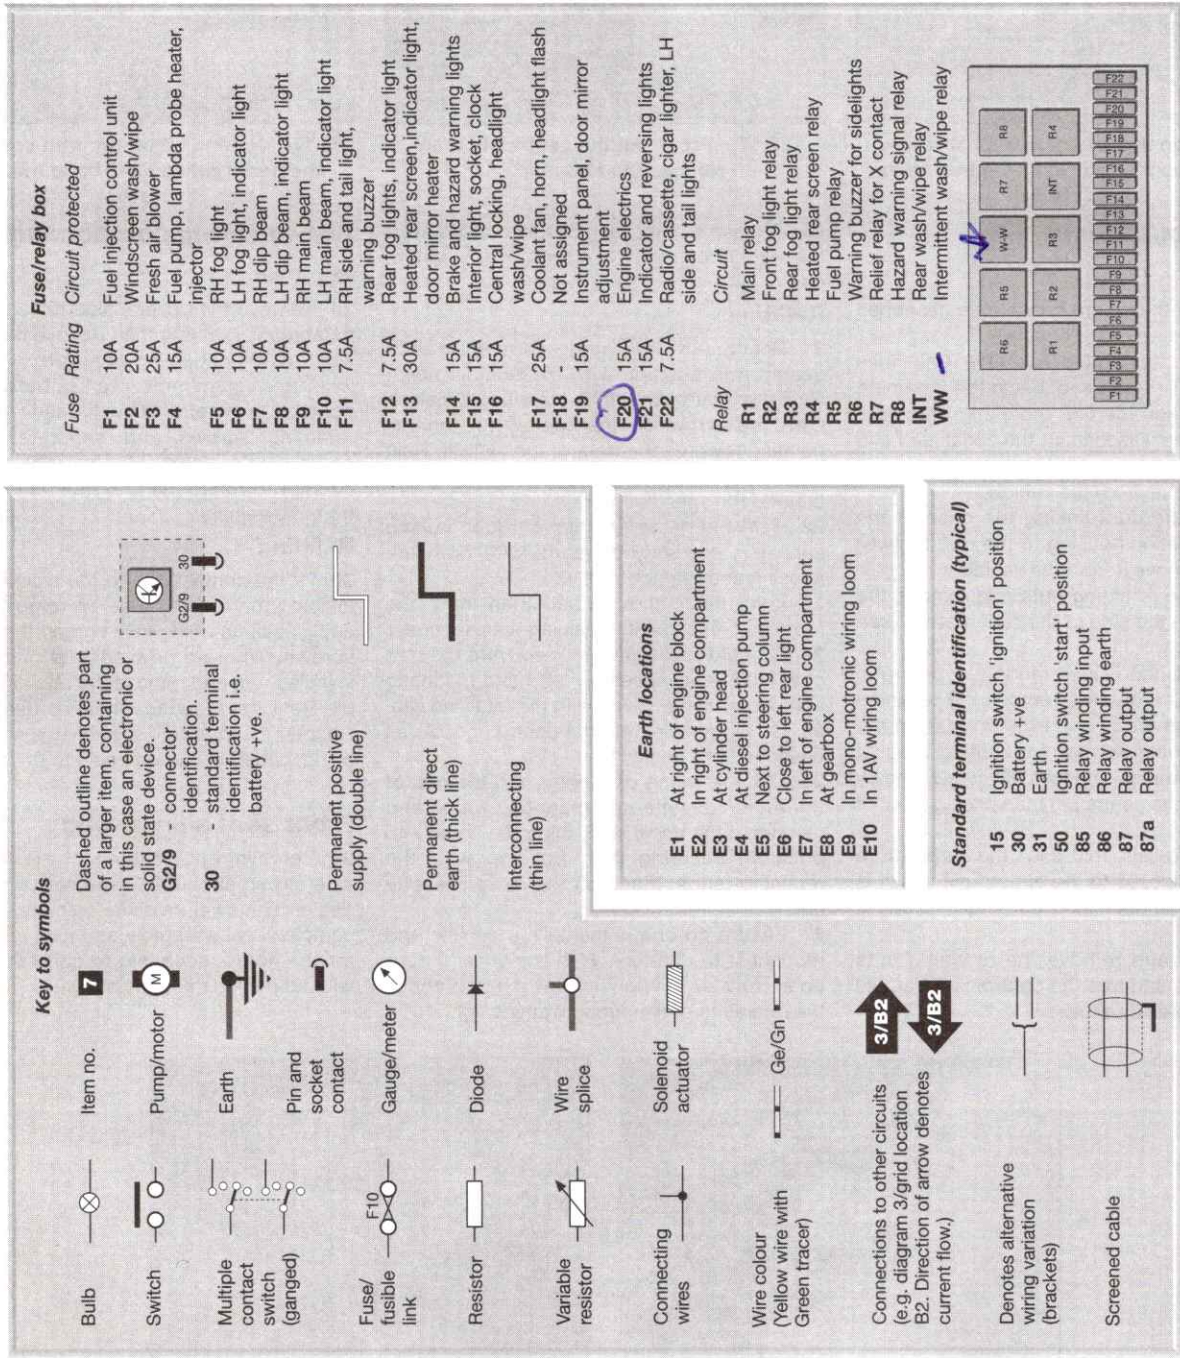 Key to symbols
Bulb
Item no.
7
Switch
Pump/motor
M
Multiple
contact
switch
(ganged)
Earth
Pin and
socket
contact
Fuse/
fusible
link
F10
Gauge/meter
Resistor
Diode
Variable
resistor
Wire
splice
Connecting
wires
Solenoid
actuator
Wire colour
(Yellow wire with
Green tracer)
Ge/Gn
Connections to other circuits
(e.g. diagram 3/grid location
B2. Direction of arrow denotes
current flow.)
3/B2
3/B2
Denotes alternative
wiring variation
(brackets)
Screened cable
Dashed outline denotes part
of a larger item, containing
in this case an electronic or
solid state device.
G2/9 - connector
identification.
30 - standard terminal
identification i.e.
battery +ve.
G2/9
30
Permanent positive
supply (double line)
Permanent direct
earth (thick line)
Interconnecting
(thin line)
Earth locations
E1 At right of engine block
E2 In right of engine compartment
E3 At cylinder head
E4 At diesel injection pump
E5 Next to steering column
E6 Close to left rear light
E7 In left of engine compartment
E8 At gearbox
E9 In mono-motronic wiring loom
E10 In 1AV wiring loom
Standard terminal identification (typical)
15 Ignition switch 'ignition' position
30 Battery +ve
31 Earth
50 Ignition switch 'start' position
85 Relay winding input
86 Relay winding earth
87 Relay output
87a Relay output
Fuse/relay box
Fuse Rating Circuit protected
F1 10A Fuel injection control unit
F2 20A Windscreen wash/wipe
F3 25A Fresh air blower
F4 15A Fuel pump, lambda probe heater,
injector
F5 10A RH fog light
F6 10A LH fog light, indicator light
F7 10A RH dip beam
F8 10A LH dip beam, indicator light
F9 10A RH main beam
F10 10A LH main beam, indicator light
F11 7.5A RH side and tail light,
warning buzzer
F12 7.5A Rear fog lights, indicator light
F13 30A Heated rear screen,indicator light,
door mirror heater
F14 15A Brake and hazard warning lights
F15 15A Interior light, socket, clock
F16 15A Central locking, headlight
wash/wipe
F17 25A Coolant fan, horn, headlight flash
F18 - Not assigned
F19 15A Instrument panel, door mirror
adjustment
F20 15A Engine electrics
F21 15A Indicator and reversing lights
F22 7.5A Radio/cassette, cigar lighter, LH
side and tail lights
Relay Circuit
R1 Main relay
R2 Front fog light relay
R3 Rear fog light relay
R4 Heated rear screen relay
R5 Fuel pump relay
R6 Warning buzzer for sidelights
R7 Relief relay for X contact
R8 Hazard warning signal relay
INT Rear wash/wipe relay
WW Intermittent wash/wipe relay
R6 R5 W-W R7 R8
R1 R2 R3 INT R4
F1 F2 F3 F4 F5 F6 F7 F8 F9 F10 F11 F12 F13 F14 F15 F16 F17 F18 F19 F20 F21 F22